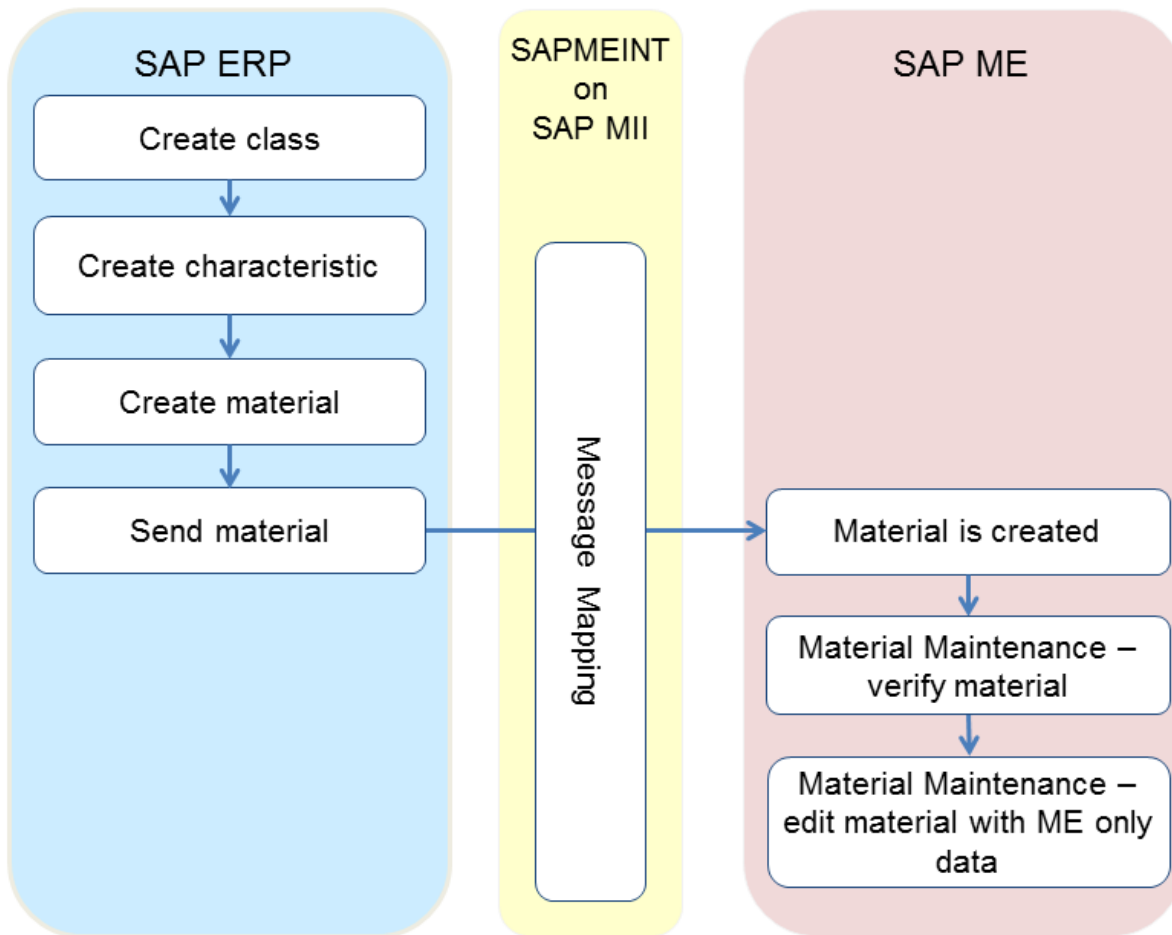 SAP ERP
Create class
Create characteristic
Create material
Send material
SAPMEINT
on
SAP MII
Message Mapping
SAP ME
Material is created
Material Maintenance –
verify material
Material Maintenance –
edit material with ME only
data